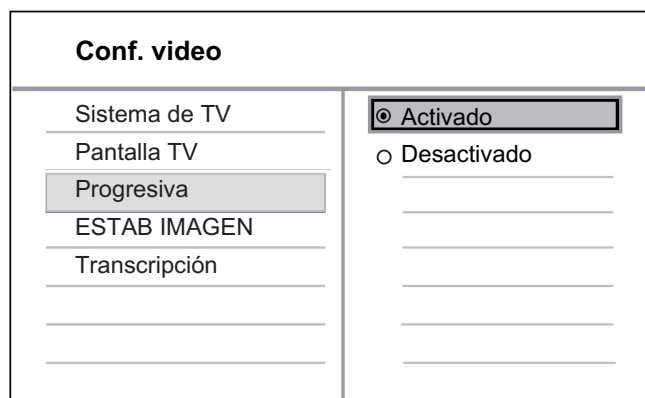 Conf. video
Sistema de TV
Pantalla TV
Progresiva
ESTAB IMAGEN
Transcripción
Activado
Desactivado